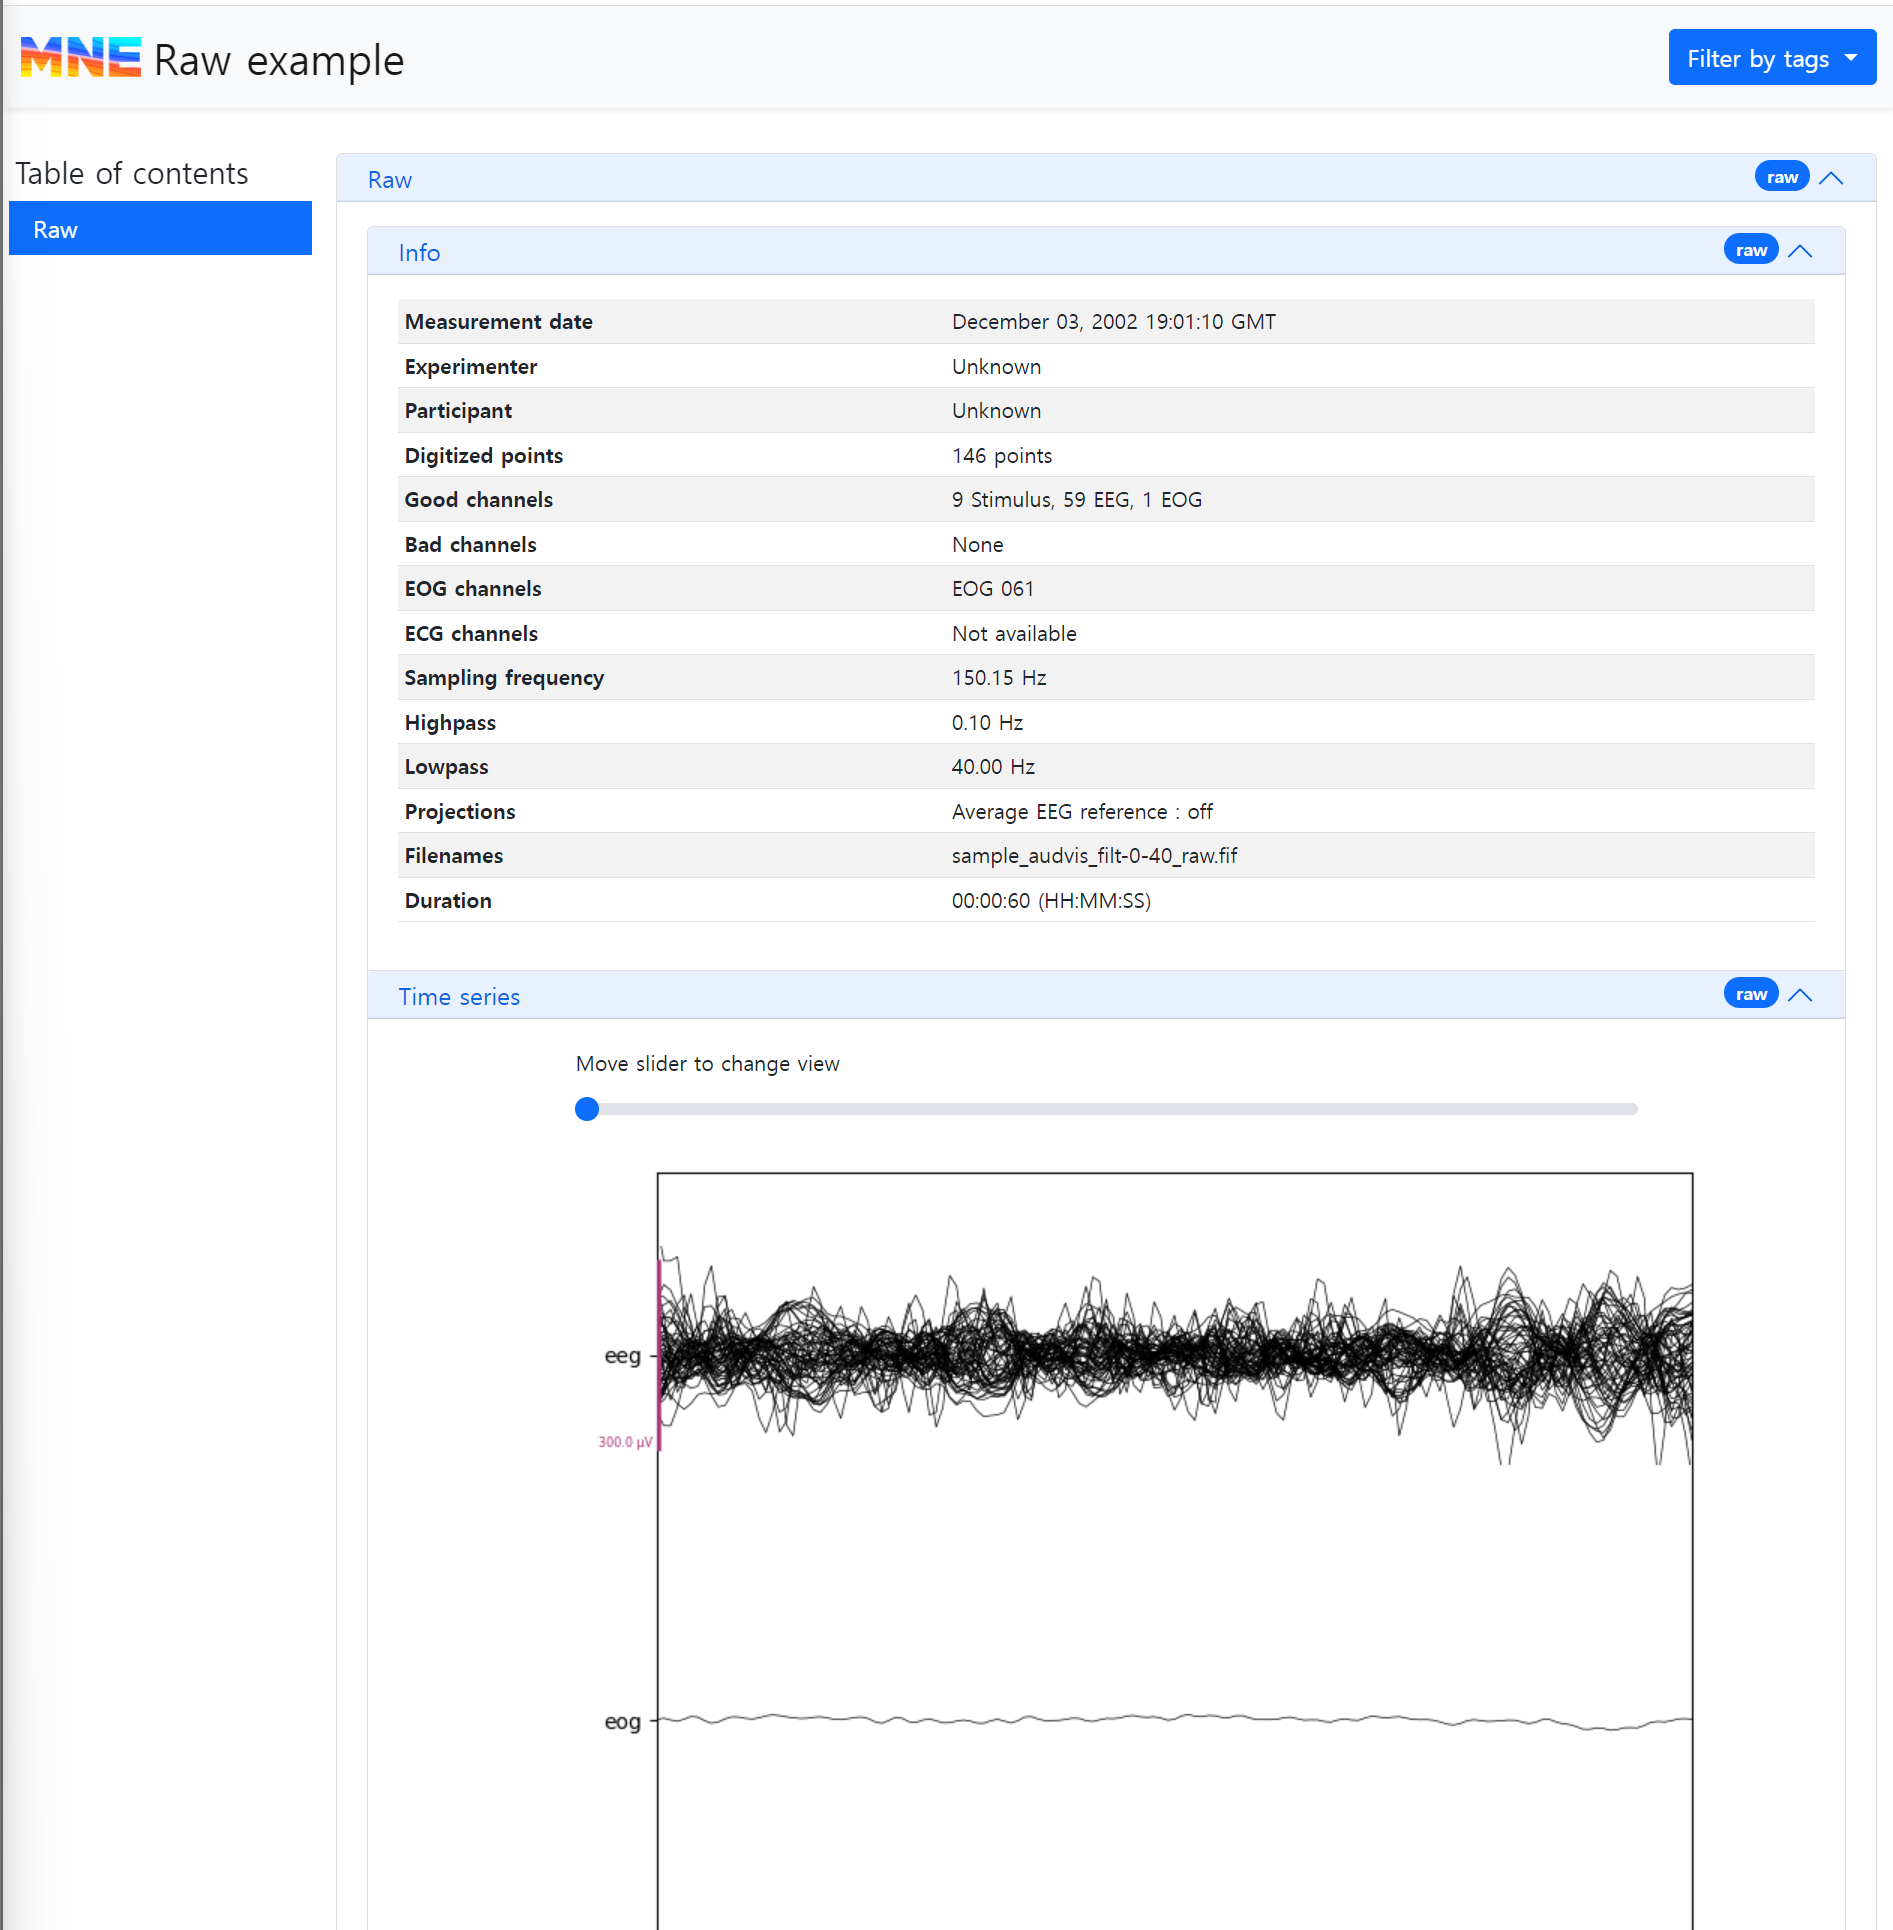 MNE Raw example
Filter by tags
Table of contents
Raw
Raw
raw
Info
raw
Measurement date December 03, 2002 19:01:10 GMT
Experimenter Unknown
Participant Unknown
Digitized points 146 points
Good channels 9 Stimulus, 59 EEG, 1 EOG
Bad channels None
EOG channels EOG 061
ECG channels Not available
Sampling frequency 150.15 Hz
Highpass 0.10 Hz
Lowpass 40.00 Hz
Projections Average EEG reference : off
Filenames sample_audvis_filt-0-40_raw.fif
Duration 00:00:60 (HH:MM:SS)
Time series
raw
Move slider to change view
eeg
300.0 µV
eog